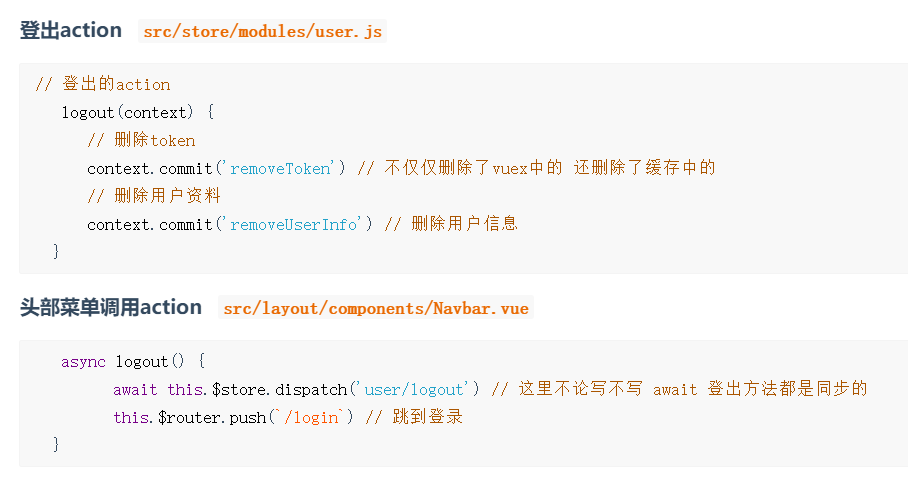 登出action src/store/modules/user.js
// 登出的action
logout(context) {
// 删除token
context.commit('removeToken') // 不仅仅删除了vuex中的 还删除了缓存中的
// 删除用户资料
context.commit('removeUserInfo') // 删除用户信息
}
头部菜单调用action src/layout/components/Navbar.vue
async logout() {
await this.$store.dispatch('user/logout') // 这里不论写不写 await 登出方法都是同步的
this.$router.push(`/login`) // 跳到登录
}